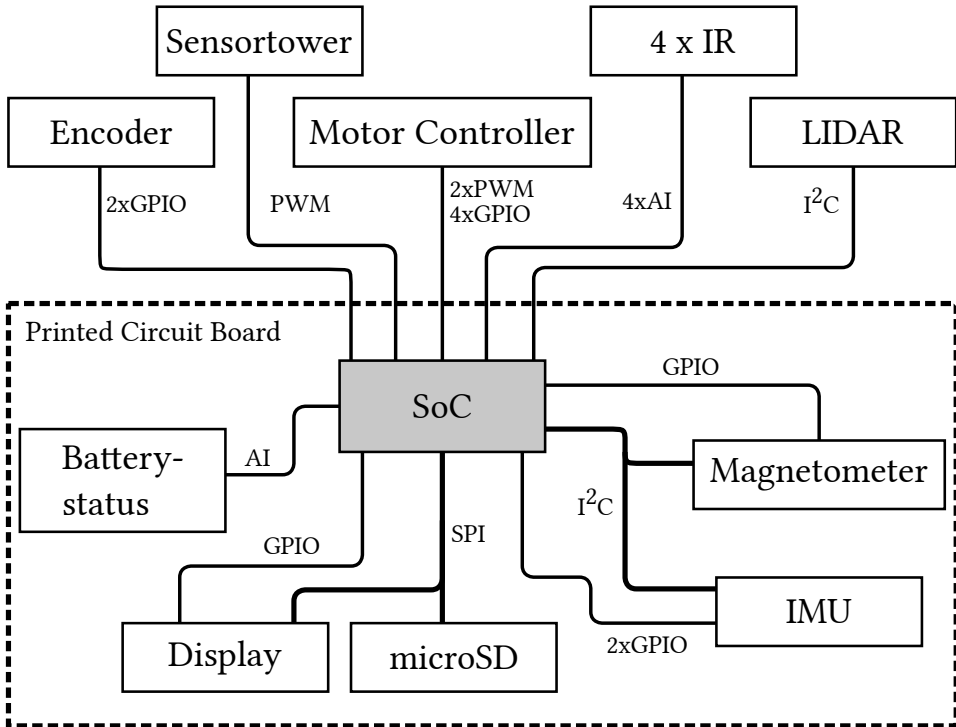 Sensortower
4 x IR
Encoder
Motor Controller
LIDAR
2xGPIO
PWM
2xPWM
4xGPIO
4xAI
I²C
Printed Circuit Board
SoC
GPIO
Battery-
status
AI
Magnetometer
I²C
GPIO
SPI
IMU
2xGPIO
Display
microSD